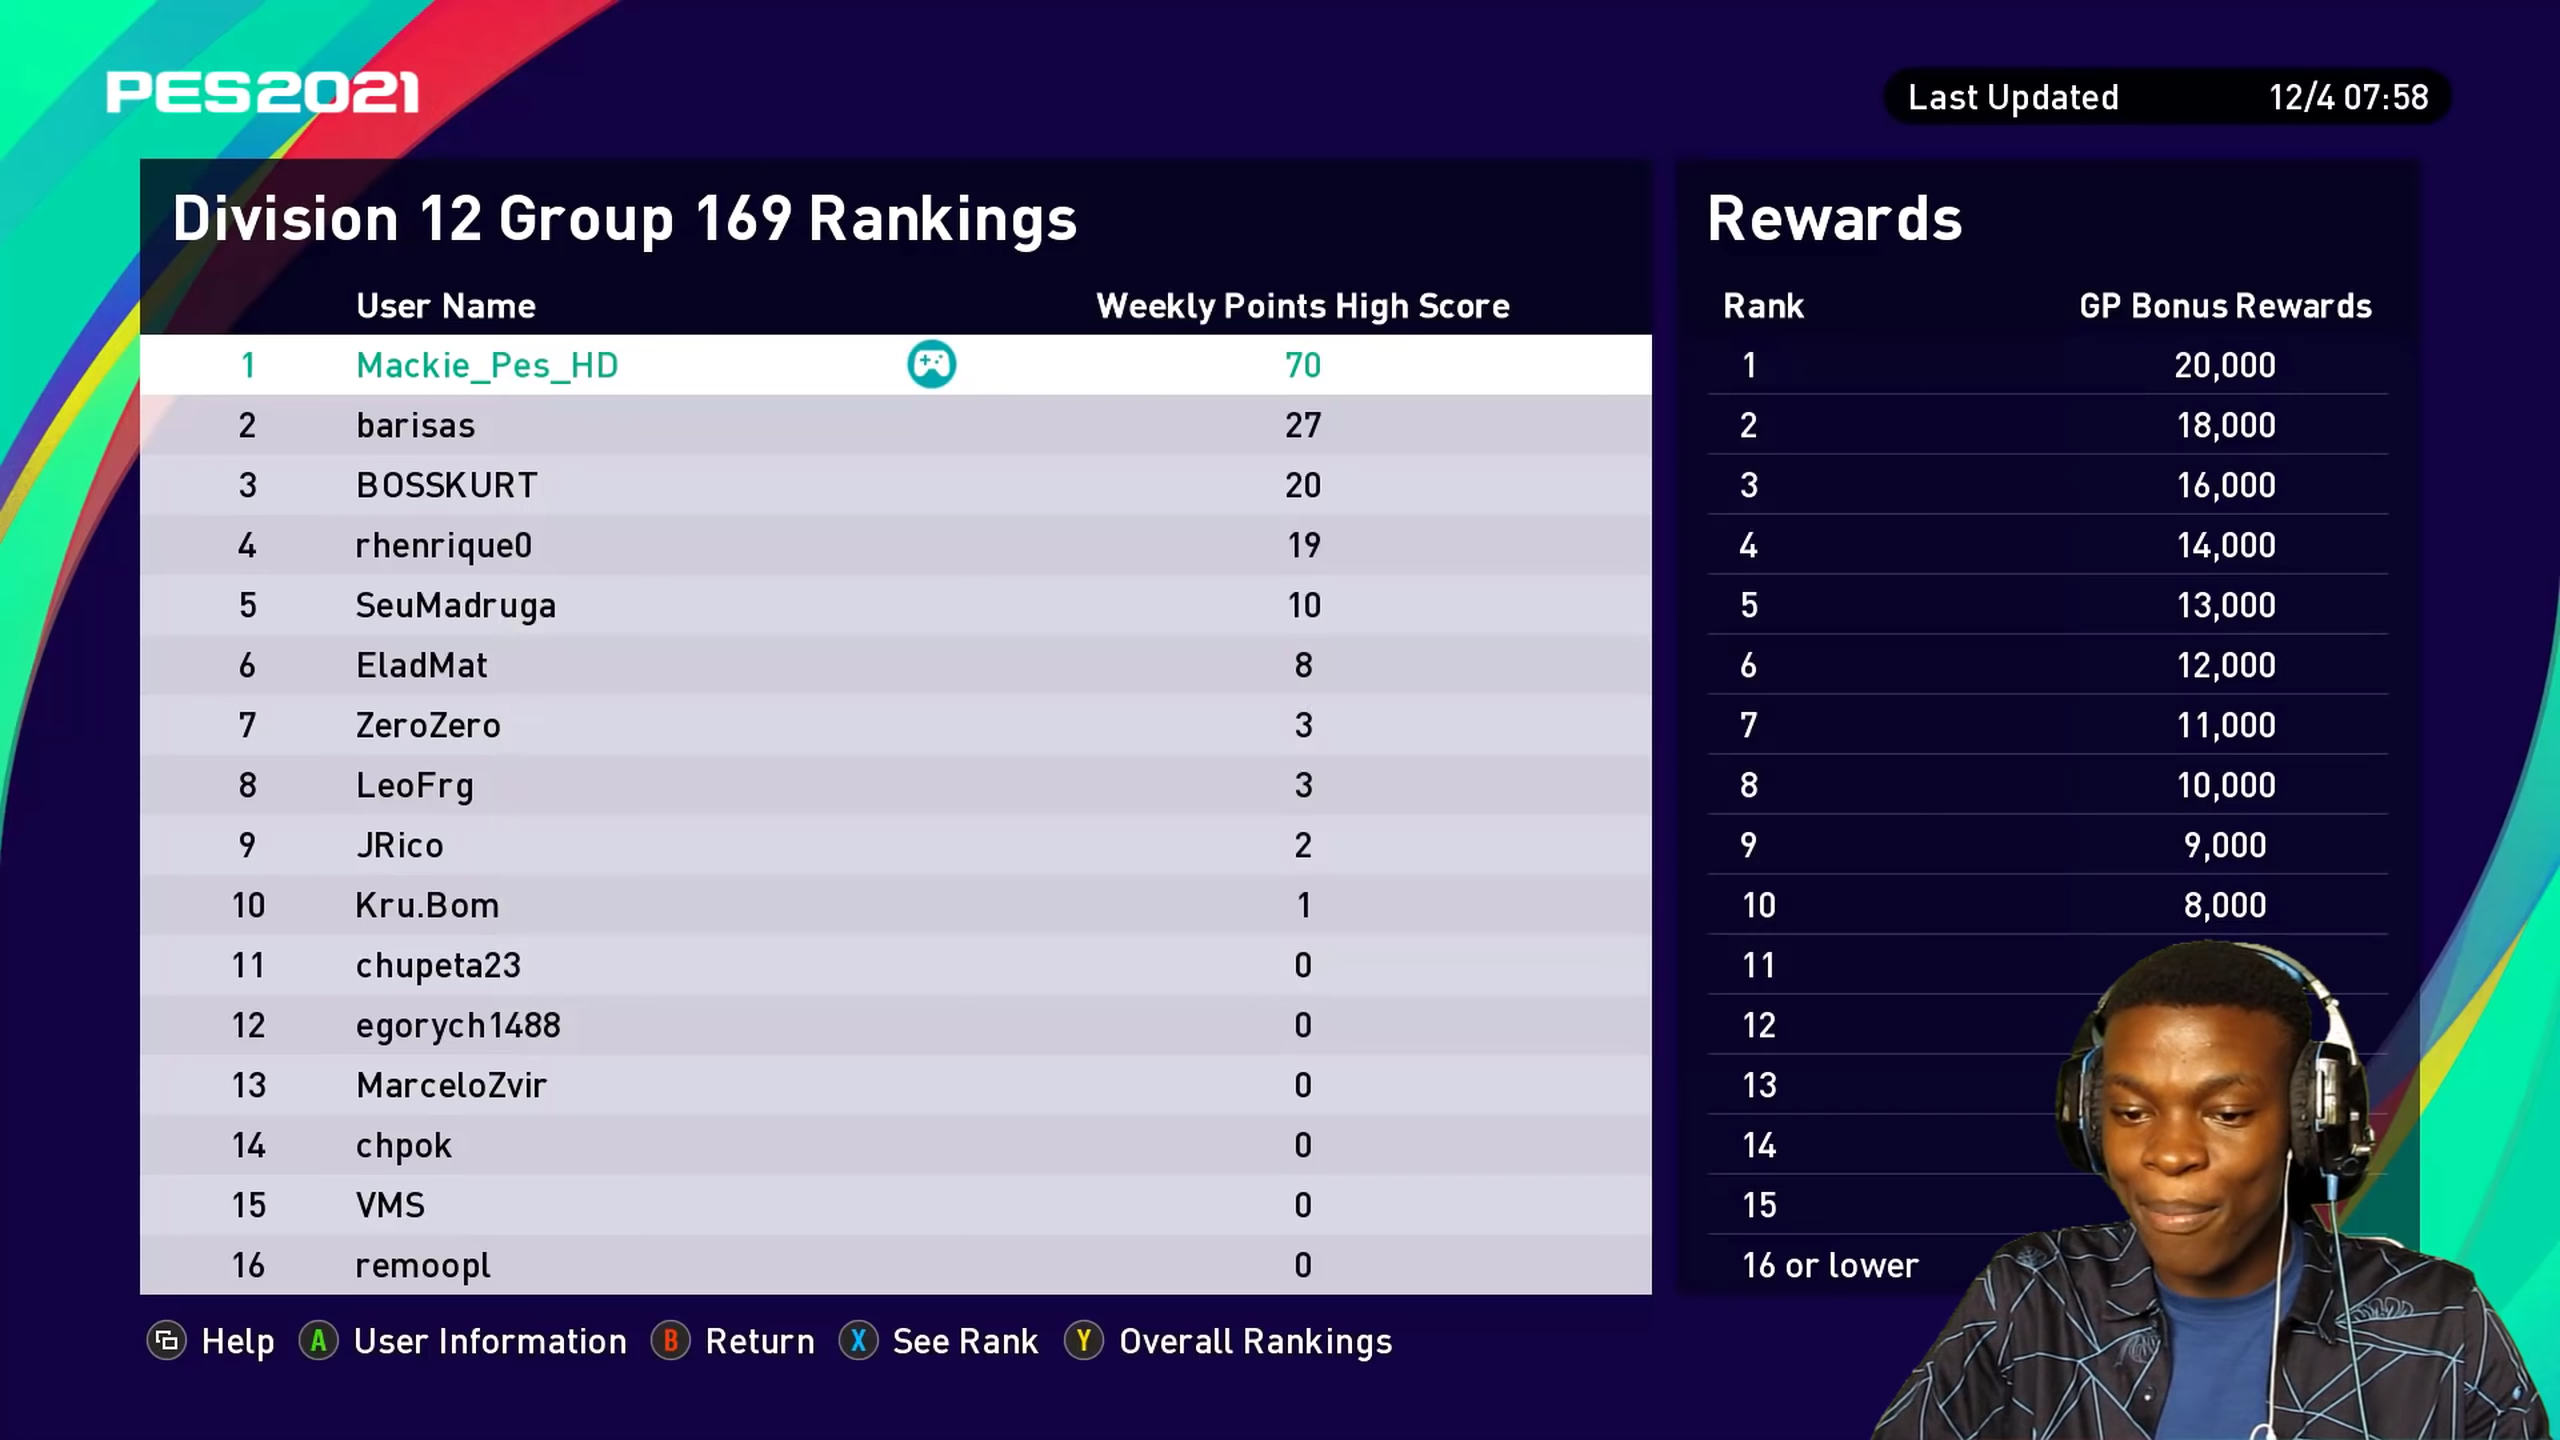 PES2021
Last Updated 12/4 07:58
Division 12 Group 169 Rankings
User Name Weekly Points High Score
1 Mackie_Pes_HD 70
2 barisas 27
3 BOSSKURT 20
4 rhenrique0 19
5 SeuMadruga 10
6 EladMat 8
7 ZeroZero 3
8 LeoFrg 3
9 JRico 2
10 Kru.Bom 1
11 chupeta23 0
12 egorych1488 0
13 MarceloZvir 0
14 chpok 0
15 VMS 0
16 remoopl 0
Rewards
Rank GP Bonus Rewards
1 20,000
2 18,000
3 16,000
4 14,000
5 13,000
6 12,000
7 11,000
8 10,000
9 9,000
10 8,000
11
12
13
14
15
16 or lower
Help A User Information B Return X See Rank Y Overall Rankings